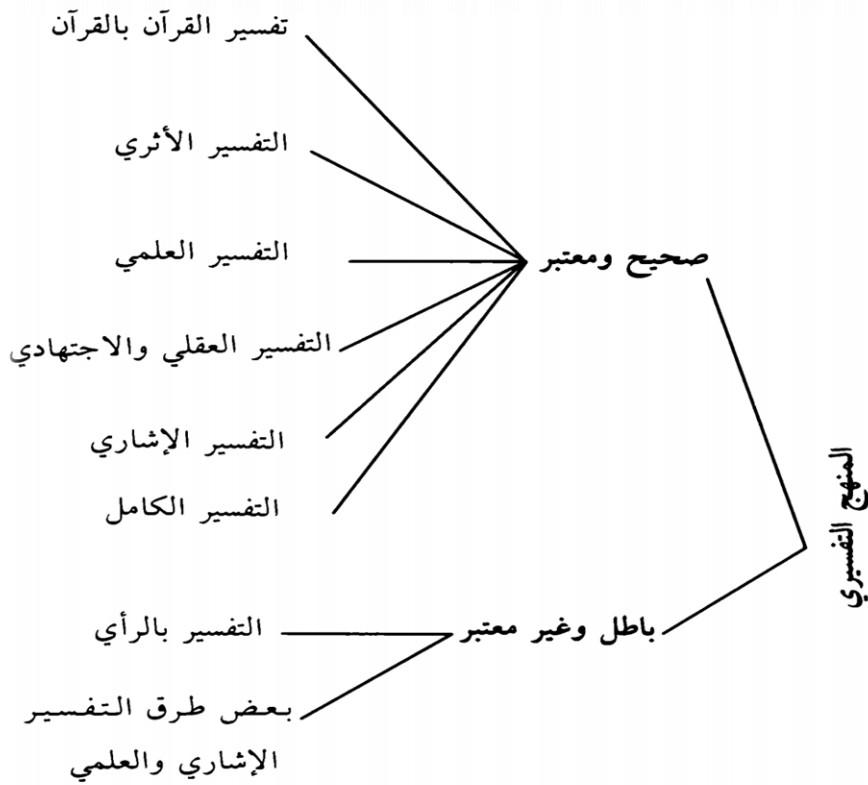 المنهج التفسيري
صحيح ومعتبر
تفسير القرآن بالقرآن
التفسير الأثري
التفسير العلمي
التفسير العقلي والاجتهادي
التفسير الإشاري
التفسير الكامل
باطل وغير معتبر
التفسير بالرأي
بعض طرق التفسير
الإشاري والعلمي